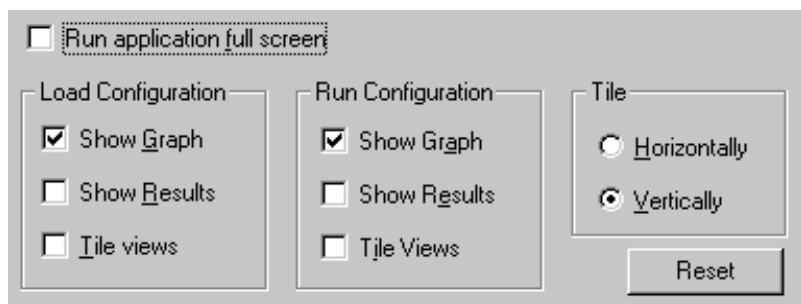 Run application full screen
Load Configuration
Show Graph
Show Results
Tile views
Run Configuration
Show Graph
Show Results
Tile Views
Tile
Horizontally
Vertically
Reset